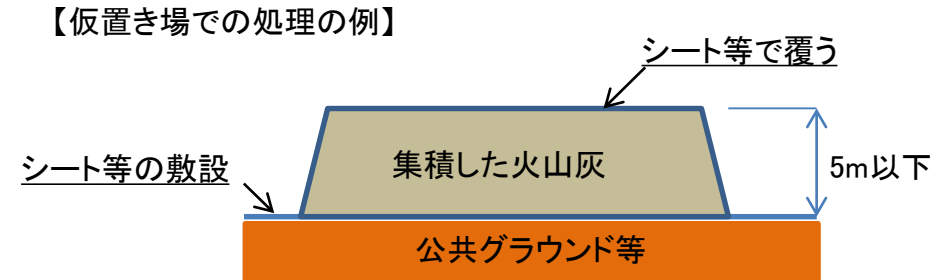 【仮置き場での処理の例】
シート等で覆う
シート等の敷設
集積した火山灰
5m以下
公共グラウンド等